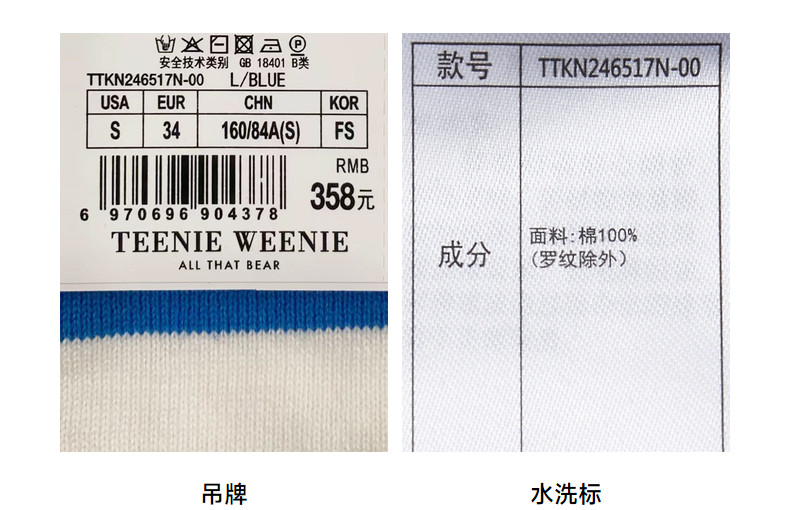 安全技术类别 GB 18401 B类
TTKN246517N-00 L/BLUE
USA EUR CHN KOR
S 34 160/84A(S) FS
RMB
358元
6 970696 904378
TEENIE WEENIE
ALL THAT BEAR
吊牌
款号 TTKN246517N-00
成分 面料:棉100%
(罗纹除外)
水洗标